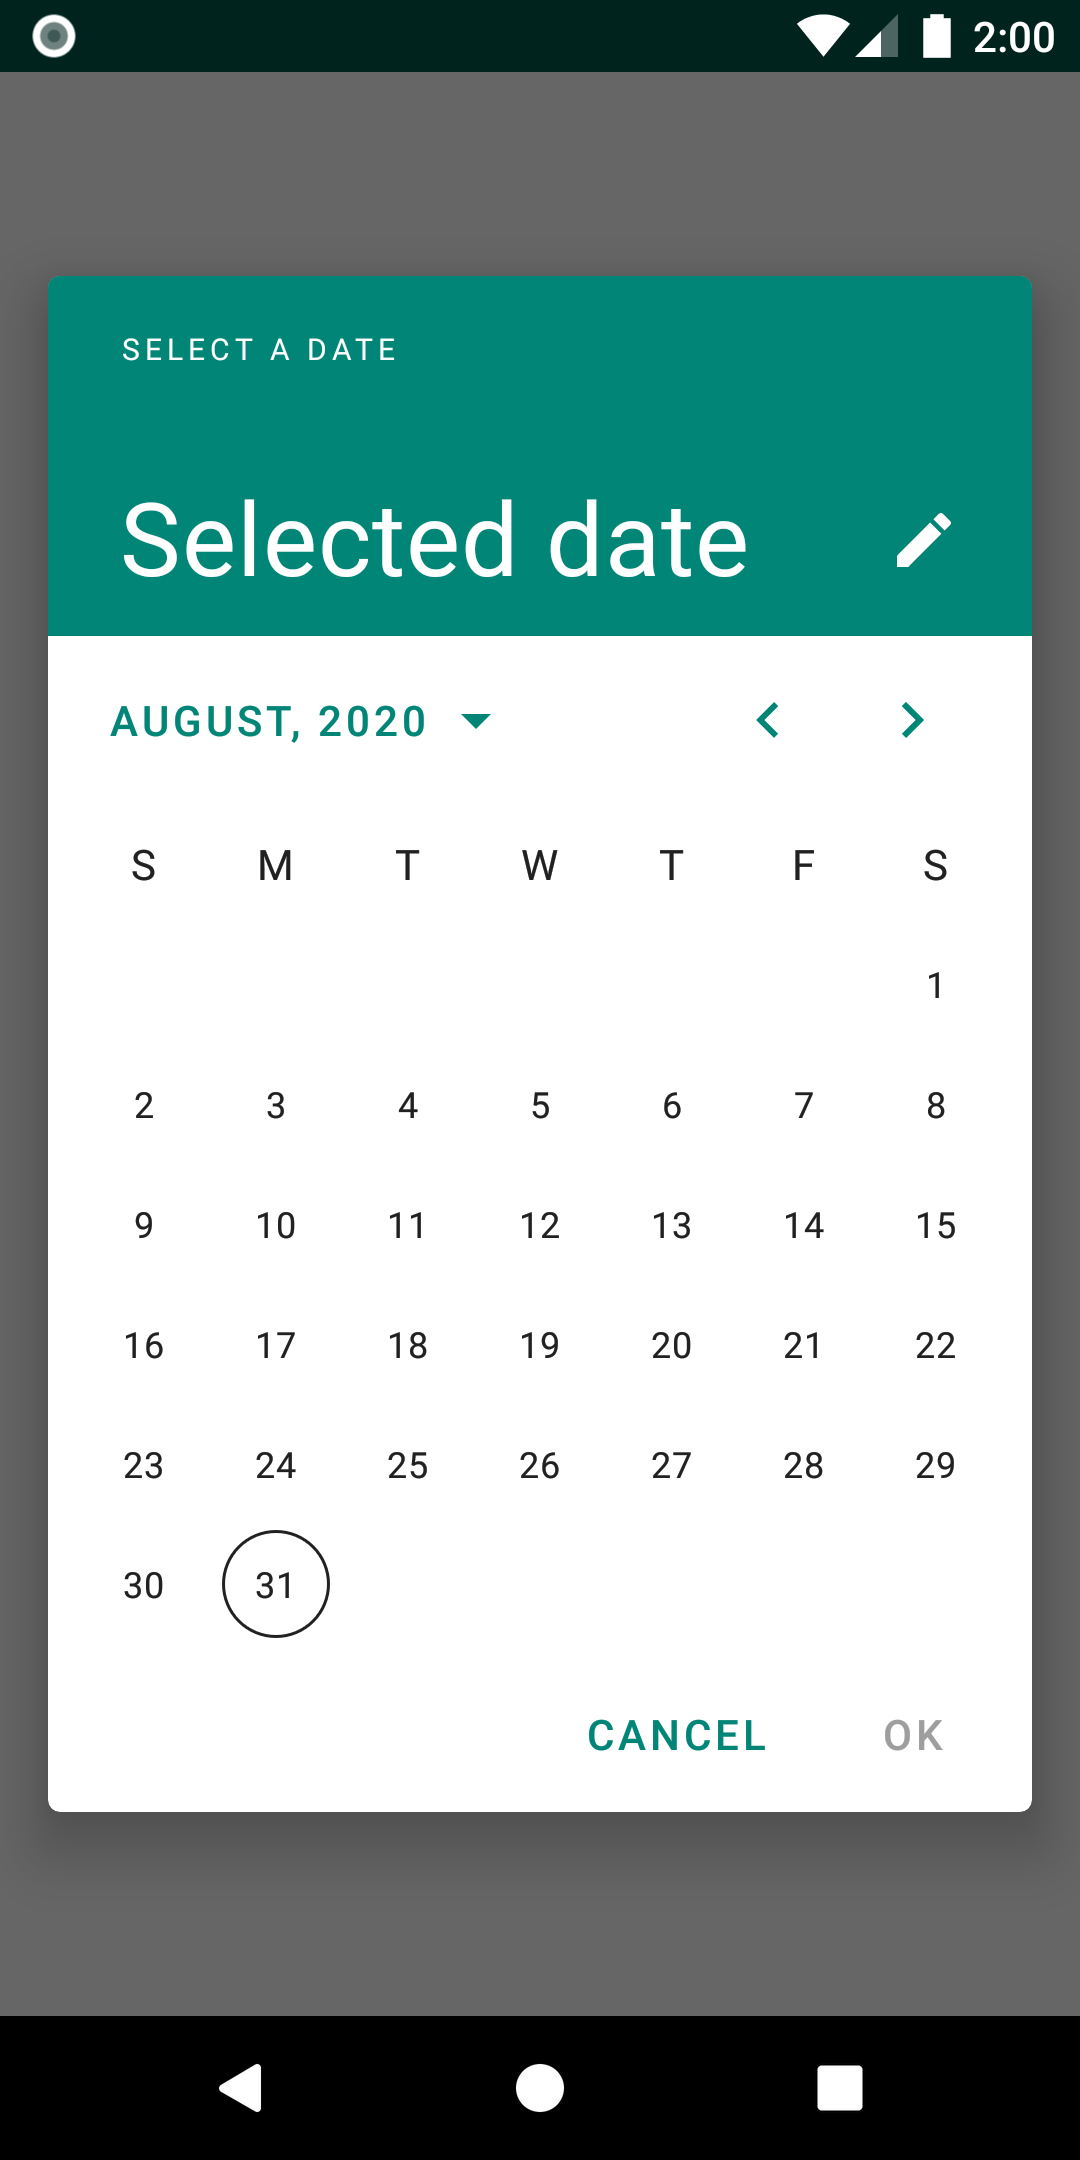 2:00
SELECT A DATE
Selected date
AUGUST, 2020
S M T W T F S
1
2 3 4 5 6 7 8
9 10 11 12 13 14 15
16 17 18 19 20 21 22
23 24 25 26 27 28 29
30 31
CANCEL OK